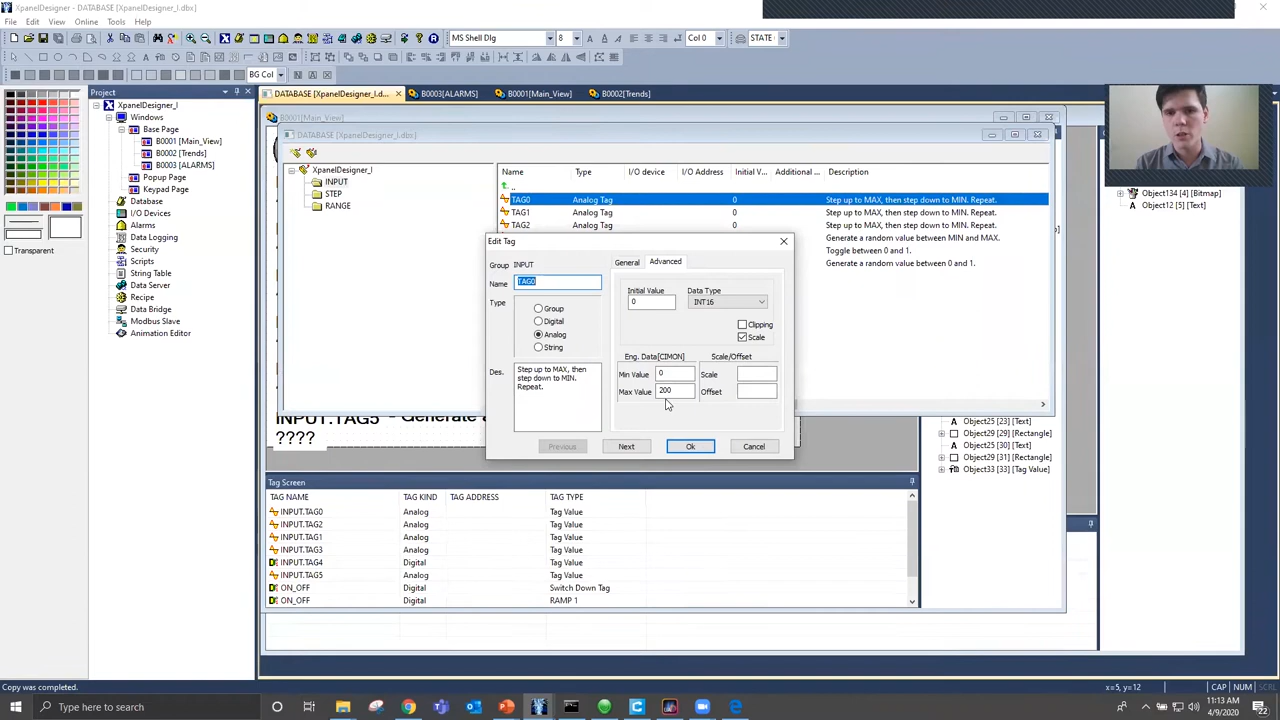 XpanelDesigner - DATABASE [XpanelDesigner_I.dbx]
File Edit View Online Tools Help
MS Shell Dlg 8 Col 0 STATE
BG Col
Project
XpanelDesigner_I
Windows
Base Page
B0001 [Main_View]
B0002 [Trends]
B0003 [ALARMS]
Popup Page
Keypad Page
Database
I/O Devices
Alarms
Data Logging
Security
Scripts
String Table
Data Server
Recipe
Data Bridge
Modbus Slave
Animation Editor
Transparent
DATABASE [XpanelDesigner_I.d... B0003[ALARMS] B0001[Main_View] B0002[Trends]
B0001[Main_View]
DATABASE [XpanelDesigner_I.dbx]
XpanelDesigner_I
INPUT
STEP
RANGE
Name Type I/O device I/O Address Initial V... Additional ... Description
..
TAG0 Analog Tag 0 Step up to MAX, then step down to MIN. Repeat.
TAG1 Analog Tag 0 Step up to MAX, then step down to MIN. Repeat.
TAG2 Analog Tag 0 Step up to MAX, then step down to MIN. Repeat.
Generate a random value between MIN and MAX.
Toggle between 0 and 1.
Generate a random value between 0 and 1.
Edit Tag
Group INPUT
Name TAG0
Type
Group
Digital
Analog
String
Des. Step up to MAX, then
step down to MIN.
Repeat.
General Advanced
Initial Value Data Type
0 INT16
Clipping
Scale
Eng. Data[CIMON] Scale/Offset
Min Value 0 Scale
Max Value 200 Offset
Previous Next Ok Cancel
INPUT.TAG5 - Generate
????
Object134 [4] [Bitmap]
Object12 [5] [Text]
Object25 [23] [Text]
Object29 [29] [Rectangle]
Object25 [30] [Text]
Object29 [31] [Rectangle]
Object33 [33] [Tag Value]
Tag Screen
TAG NAME TAG KIND TAG ADDRESS TAG TYPE
INPUT.TAG0 Analog Tag Value
INPUT.TAG2 Analog Tag Value
INPUT.TAG1 Analog Tag Value
INPUT.TAG3 Analog Tag Value
INPUT.TAG4 Digital Tag Value
INPUT.TAG5 Analog Tag Value
ON_OFF Digital Switch Down Tag
ON_OFF Digital RAMP 1
Copy was completed. x=5, y=12 CAP NUM SCRL
Type here to search
11:13 AM
4/9/2020
22